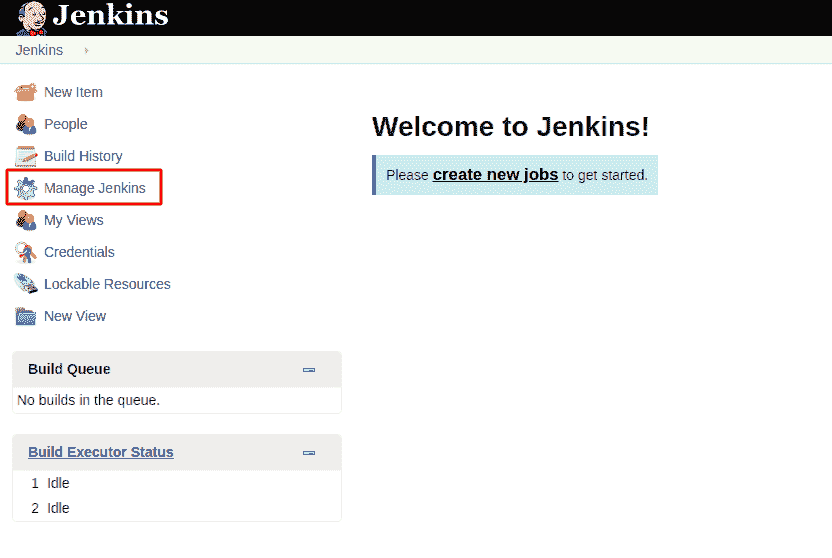 Jenkins
Jenkins
New Item
People
Build History
Manage Jenkins
My Views
Credentials
Lockable Resources
New View
Welcome to Jenkins!
Please create new jobs to get started.
Build Queue
No builds in the queue.
Build Executor Status
1 Idle
2 Idle